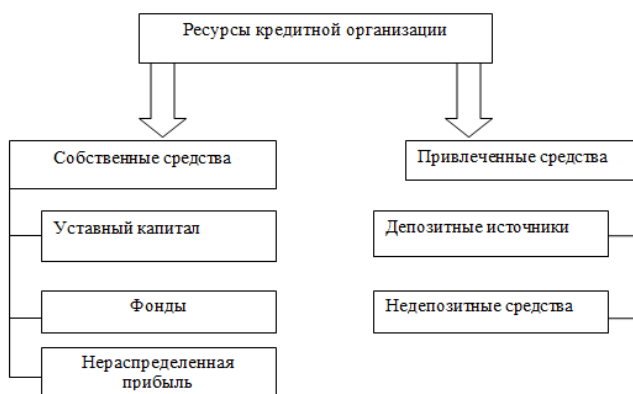 Ресурсы кредитной организации
Собственные средства
Привлеченные средства
Уставный капитал
Депозитные источники
Фонды
Недепозитные средства
Нераспределенная
прибыль